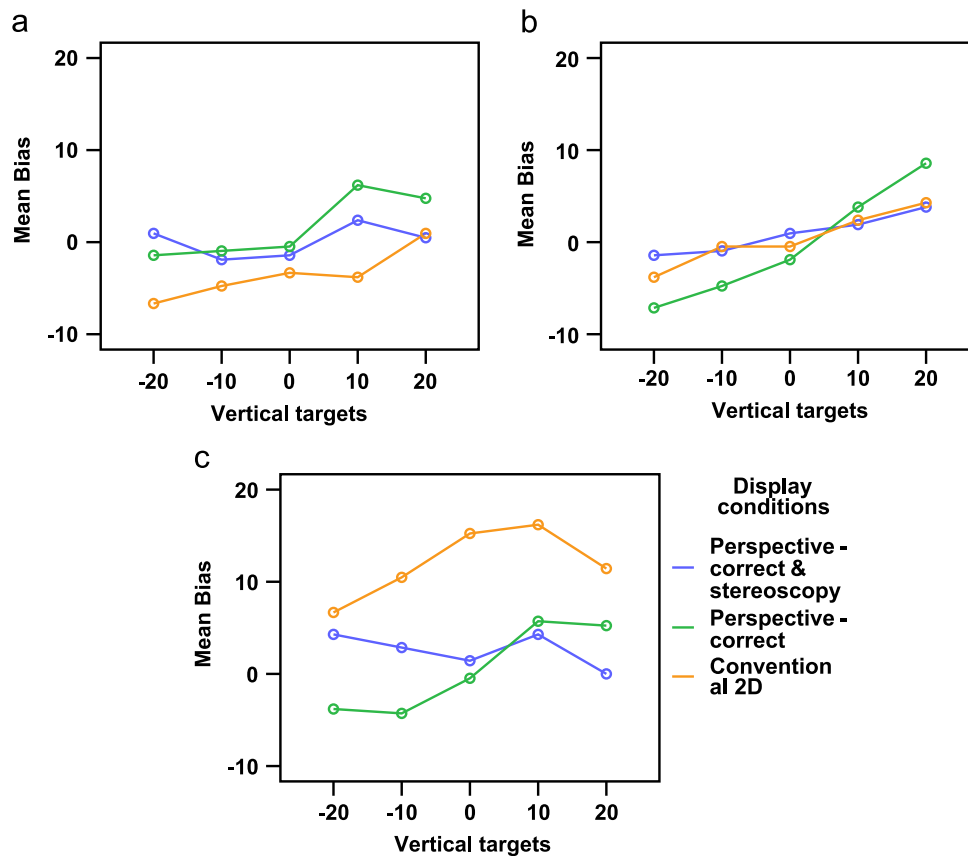 a
20
10
0
-10
Mean Bias
-20 -10 0 10 20
Vertical targets
b
20
10
0
-10
Mean Bias
-20 -10 0 10 20
Vertical targets
c
20
10
0
-10
Mean Bias
-20 -10 0 10 20
Vertical targets
Display
conditions
Perspective -
correct &
stereoscopy
Perspective -
correct
Convention
al 2D